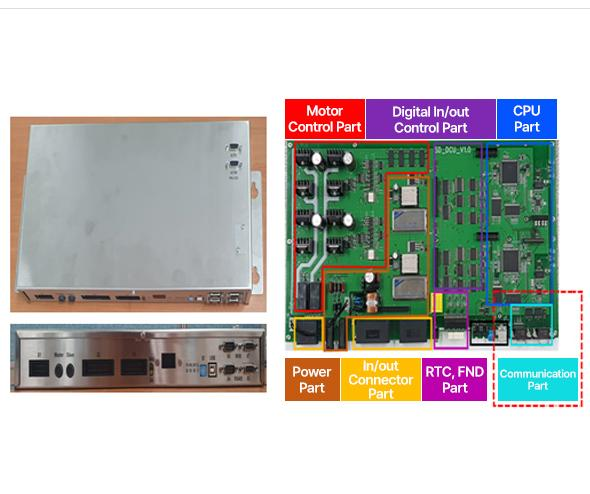 Motor
Control Part
Digital In/out
Control Part
CPU
Part
SD_DCU_V1.0
Power
Part
In/out
Connector
Part
RTC, FND
Part
Communication
Part